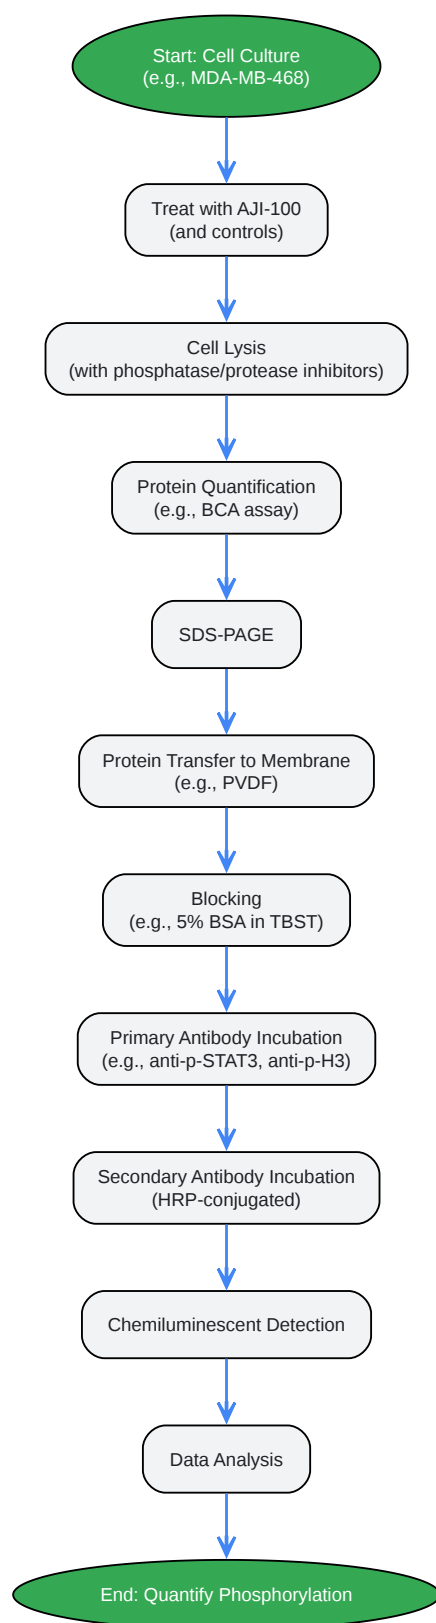 Start: Cell Culture
(e.g., MDA-MB-468)
Treat with AJI-100
(and controls)
Cell Lysis
(with phosphatase/protease inhibitors)
Protein Quantification
(e.g., BCA assay)
SDS-PAGE
Protein Transfer to Membrane
(e.g., PVDF)
Blocking
(e.g., 5% BSA in TBST)
Primary Antibody Incubation
(e.g., anti-p-STAT3, anti-p-H3)
Secondary Antibody Incubation
(HRP-conjugated)
Chemiluminescent Detection
Data Analysis
End: Quantify Phosphorylation